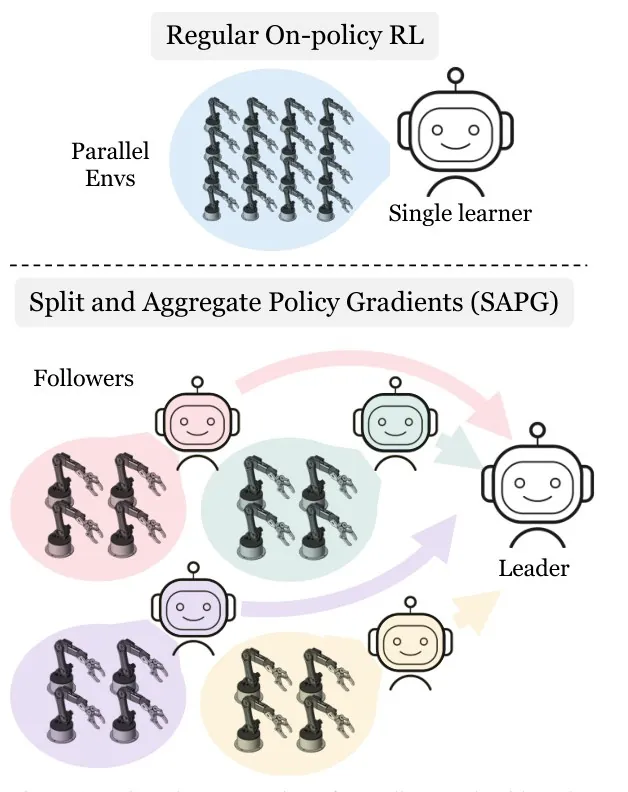 Regular On-policy RL
Parallel
Envs
Single learner
Split and Aggregate Policy Gradients (SAPG)
Followers
Leader